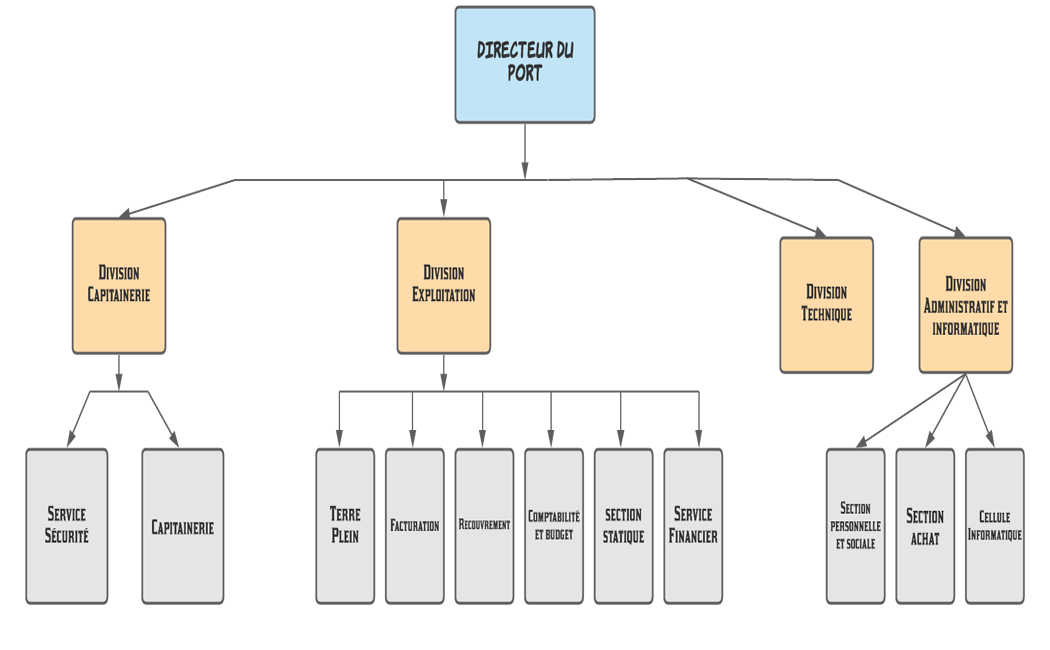 DIRECTEUR DU
PORT
Division
Capitainerie
Division
Exploitation
Division
Technique
Division
Administratif et
informatique
Service
Sécurité
Capitainerie
Terre
Plein
Facturation
Recouvrement
Comptabilité
et budget
section
statique
Service
Financier
Section
personnelle
et sociale
Section
achat
Cellule
Informatique